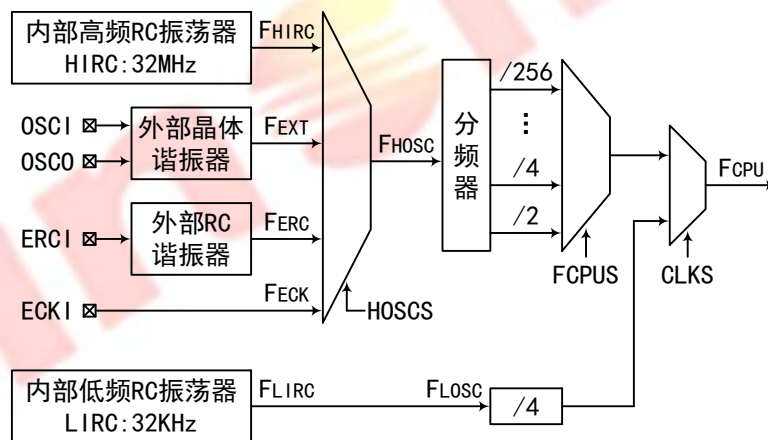 内部高频RC振荡器
HIRC:32MHz
FHIRC
OSCI
OSCO
外部晶体
谐振器
FEXT
ERCI
外部RC
谐振器
FERC
ECKI
FECK
HOSCS
FHOSC
分
频
器
/256
⋮
/4
/2
FCPUS
CLKS
FCPU
内部低频RC振荡器
LIRC:32KHz
FLIRC
FLOSC
/4